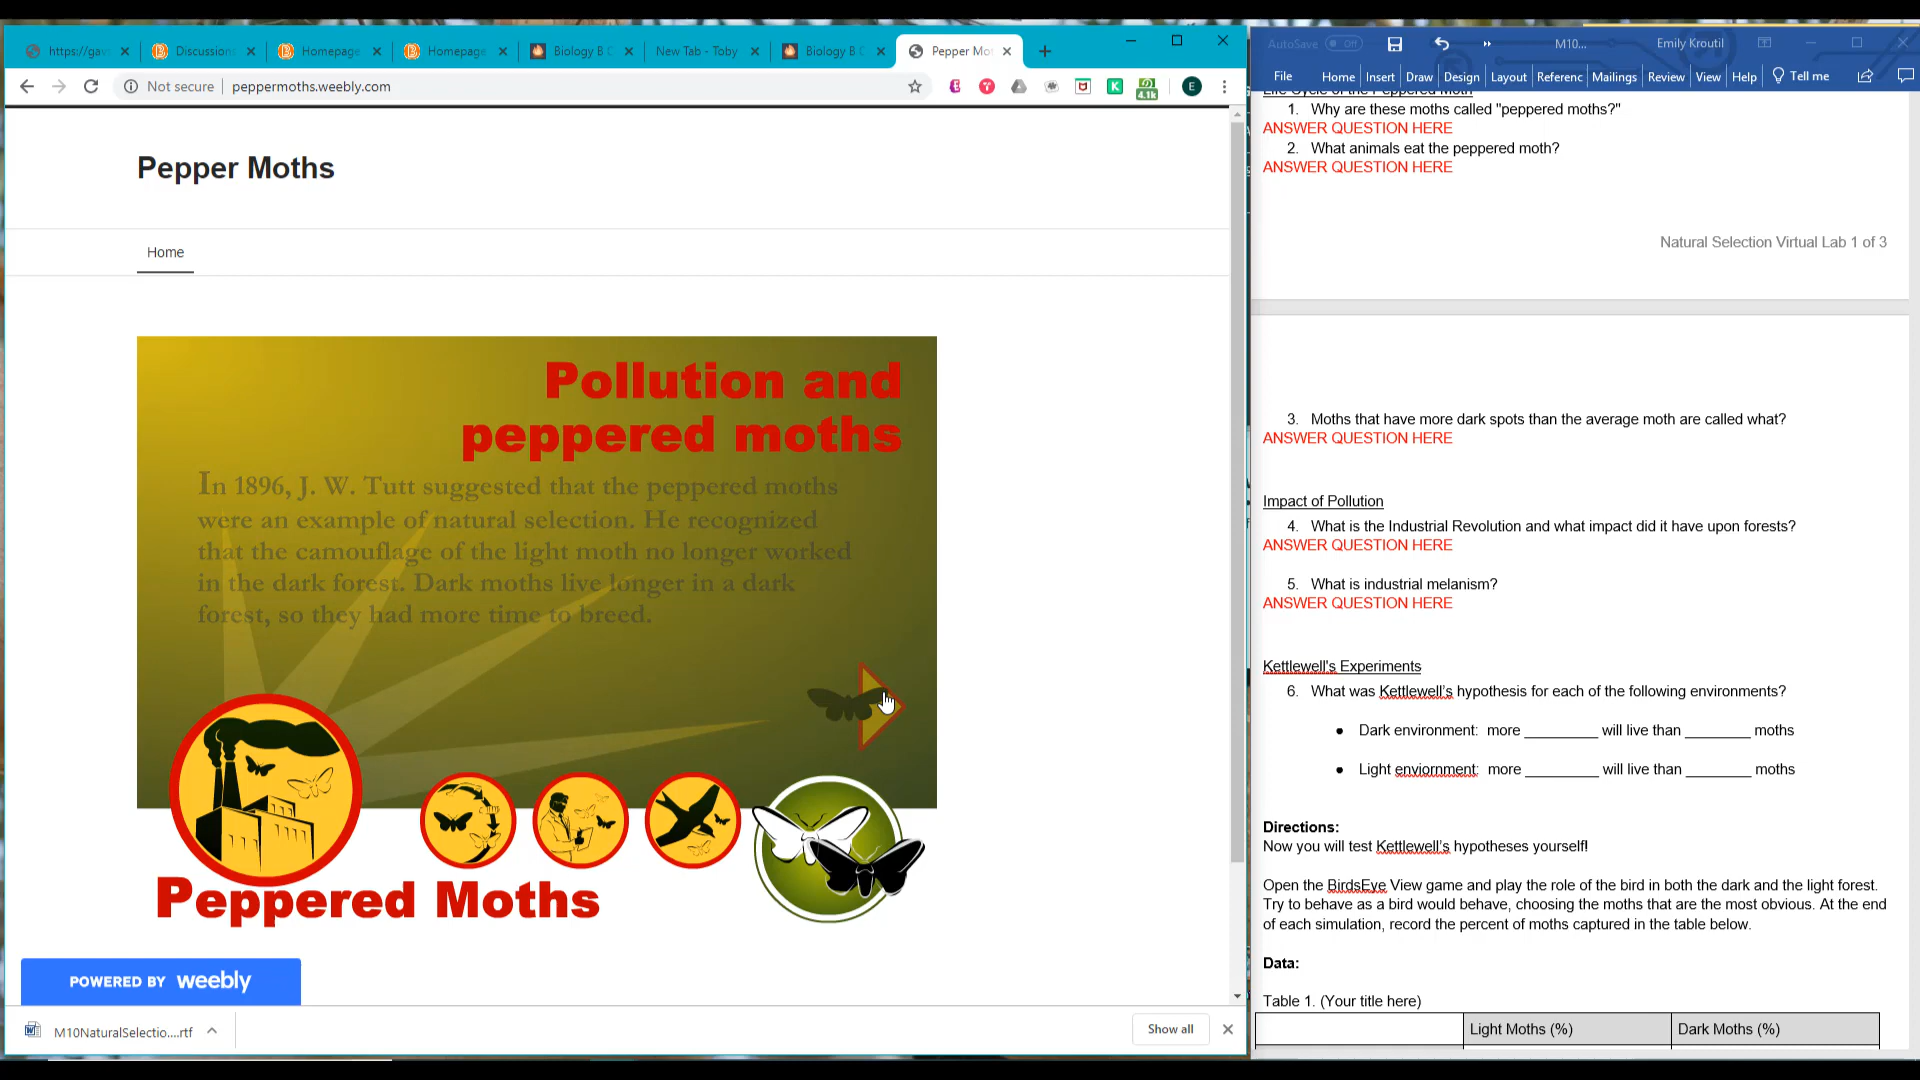 https://gav
Discussions
Homepage
Homepage
Biology B C
New Tab - Toby
Biology B C
Pepper Mo
Not secure
peppermoths.weebly.com
4.1k
E
Pepper Moths
Home
Pollution and
peppered moths
In 1896, J. W. Tutt suggested that the peppered moths
were an example of natural selection. He recognized
that the camouflage of the light moth no longer worked
in the dark forest. Dark moths live longer in a dark
forest, so they had more time to breed.
Peppered Moths
POWERED BY weebly
M10NaturalSelectio....rtf
Show all
AutoSave Off
M10...
Emily Kroutil
File Home Insert Draw Design Layout Referenc Mailings Review View Help Tell me
Life Cycle of the Peppered Moth
1. Why are these moths called "peppered moths?"
ANSWER QUESTION HERE
2. What animals eat the peppered moth?
ANSWER QUESTION HERE
Natural Selection Virtual Lab 1 of 3
3. Moths that have more dark spots than the average moth are called what?
ANSWER QUESTION HERE
Impact of Pollution
4. What is the Industrial Revolution and what impact did it have upon forests?
ANSWER QUESTION HERE
5. What is industrial melanism?
ANSWER QUESTION HERE
Kettlewell's Experiments
6. What was Kettlewell's hypothesis for each of the following environments?
• Dark environment: more _________ will live than ________ moths
• Light enviornment: more _________ will live than ________ moths
Directions:
Now you will test Kettlewell's hypotheses yourself!
Open the BirdsEye View game and play the role of the bird in both the dark and the light forest.
Try to behave as a bird would behave, choosing the moths that are the most obvious. At the end
of each simulation, record the percent of moths captured in the table below.
Data:
Table 1. (Your title here)
Light Moths (%)
Dark Moths (%)